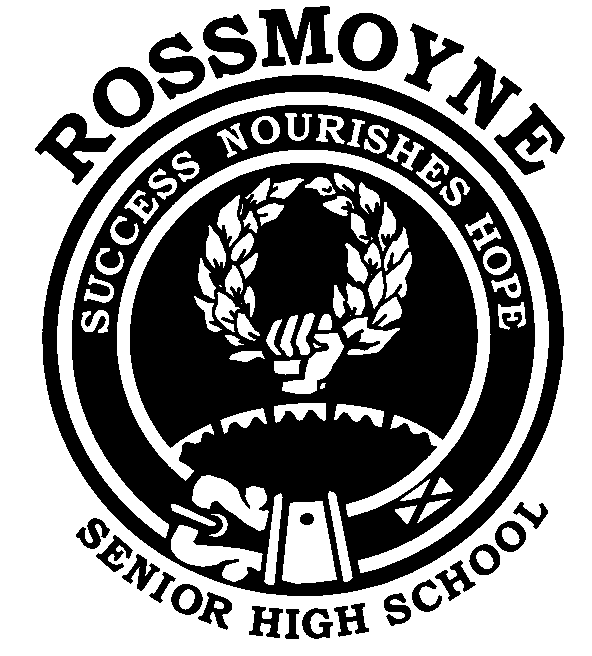 ROSSMOYNE
SUCCESS NOURISHES HOPE
SENIOR HIGH SCHOOL